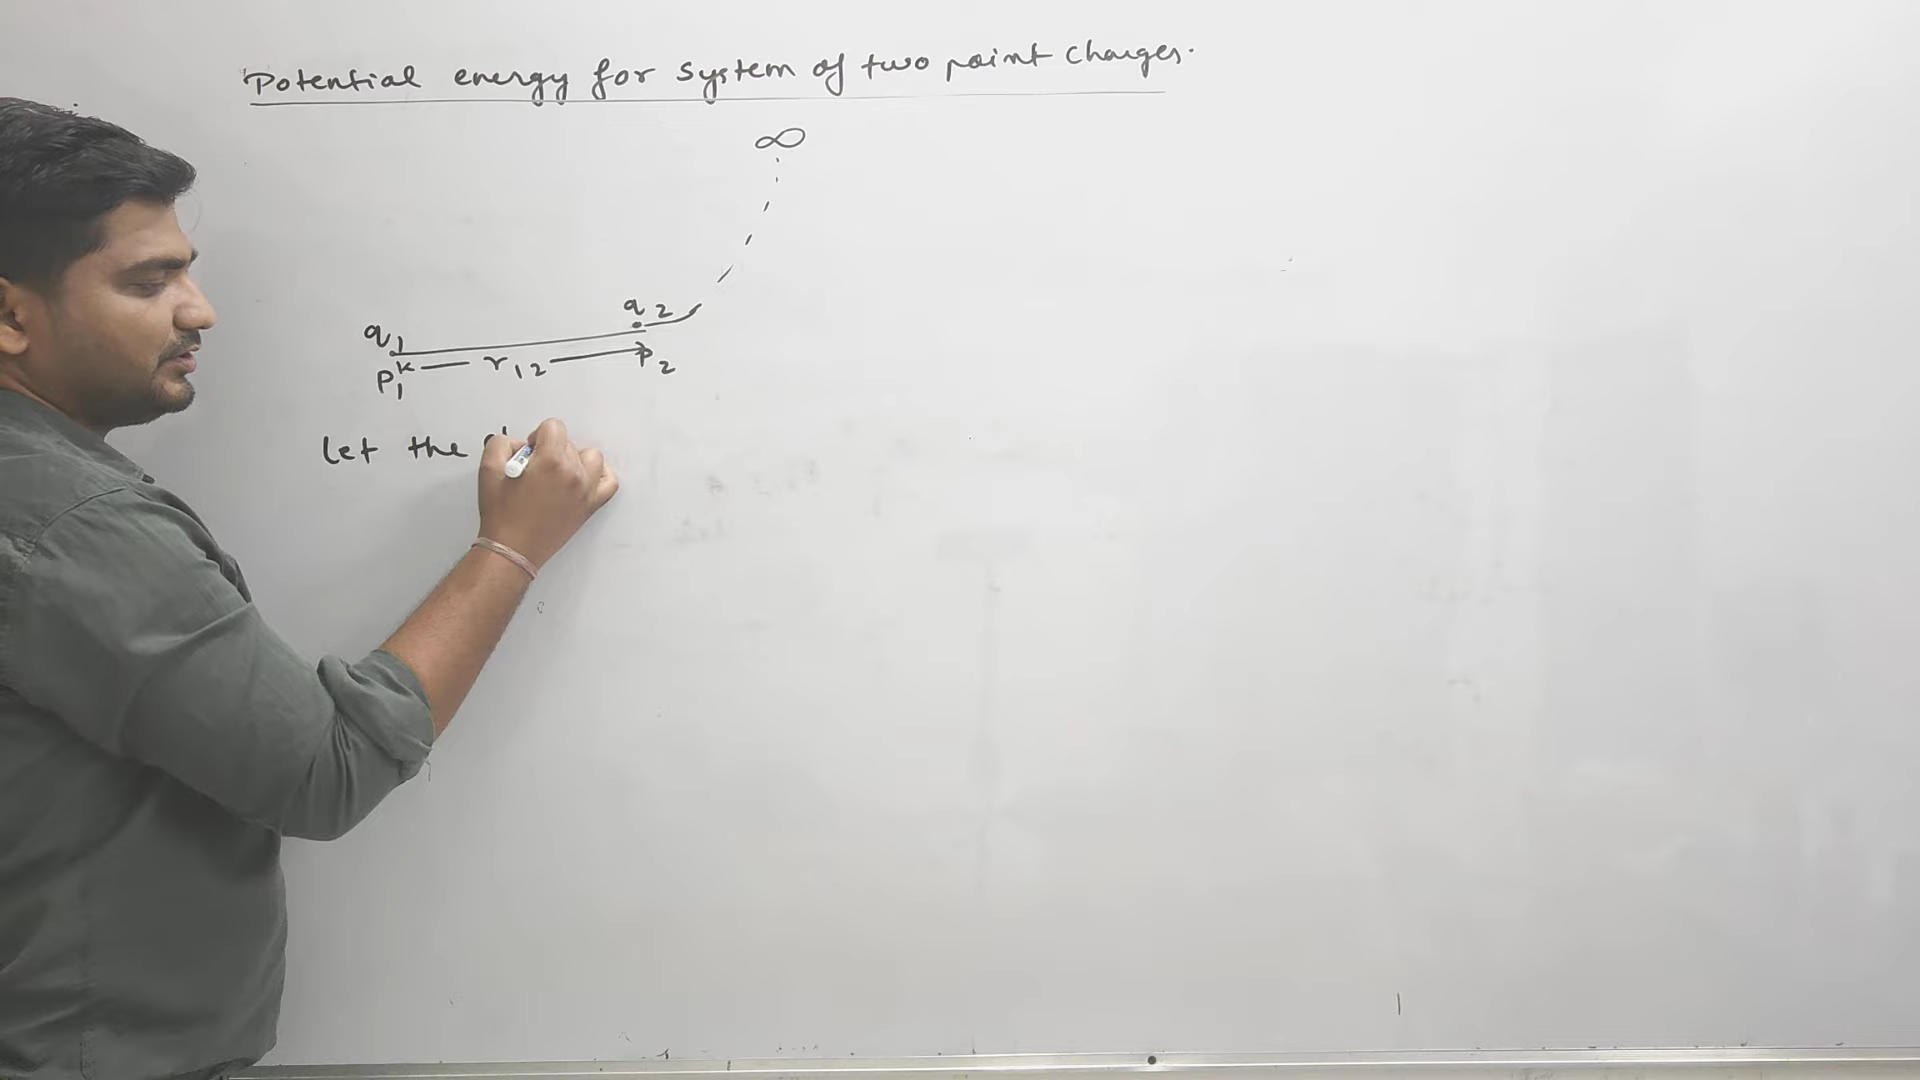 Potential energy for system of two point charges.
∞
q2
q1
r12
P2
P1
let the